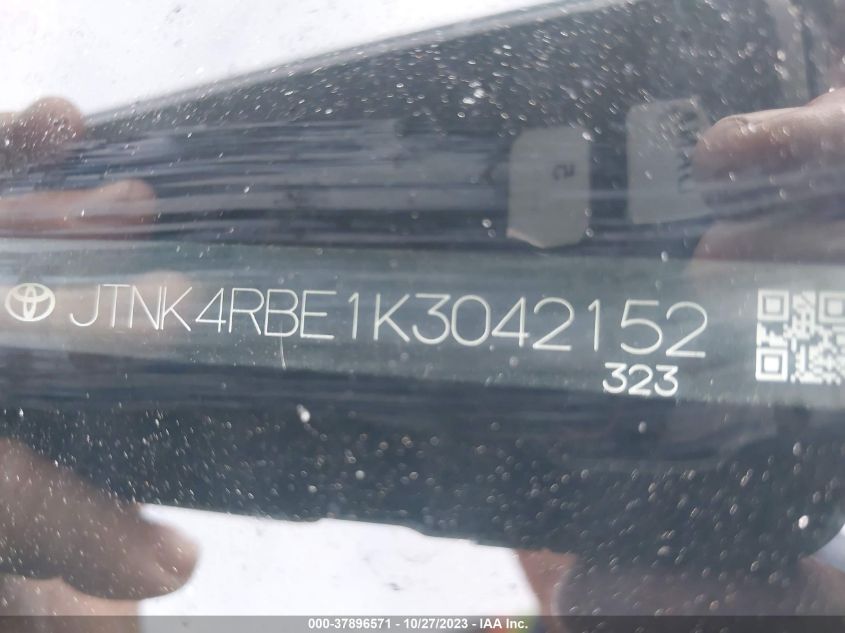 JTNK4RBE1K3042152
323
000-37896571 / 10/27/2023 - IAA Inc.